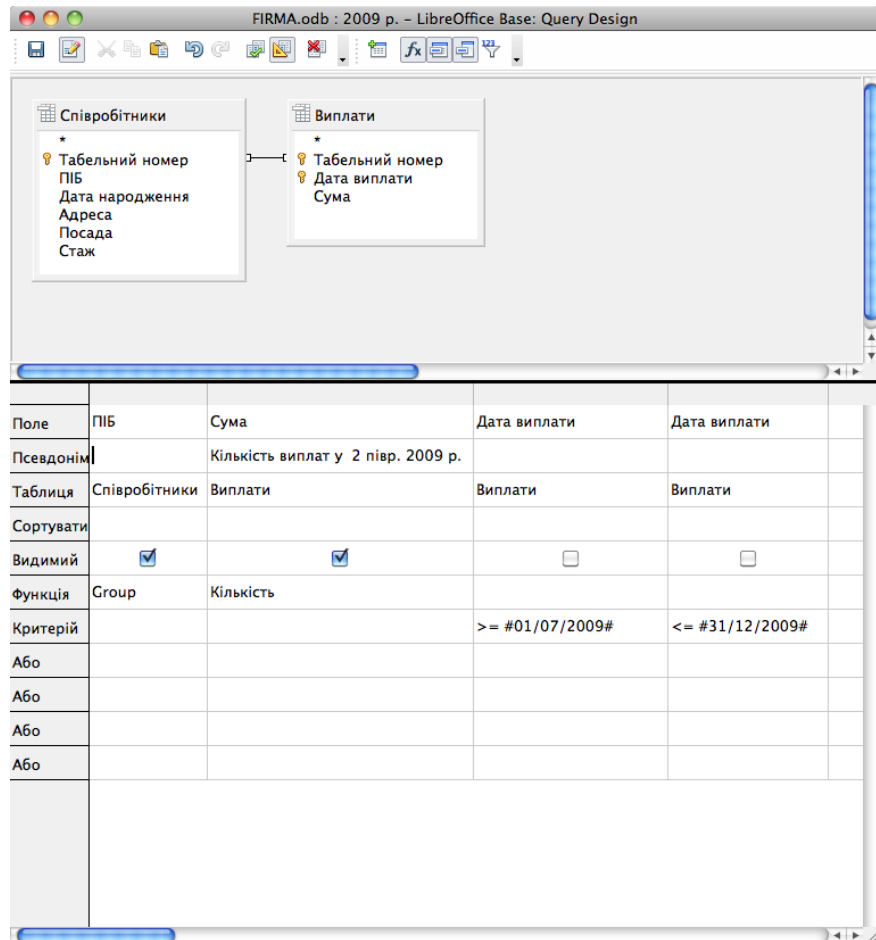 FIRMA.odb : 2009 р. – LibreOffice Base: Query Design
fx
123
Співробітники
*
Табельний номер
ПІБ
Дата народження
Адреса
Посада
Стаж
Виплати
*
Табельний номер
Дата виплати
Сума
Поле ПІБ Сума Дата виплати Дата виплати
Псевдонім Кількість виплат у 2 півр. 2009 р.
Таблиця Співробітники Виплати Виплати Виплати
Сортувати
Видимий
Функція Group Кількість
Критерій >= #01/07/2009# <= #31/12/2009#
Або
Або
Або
Або